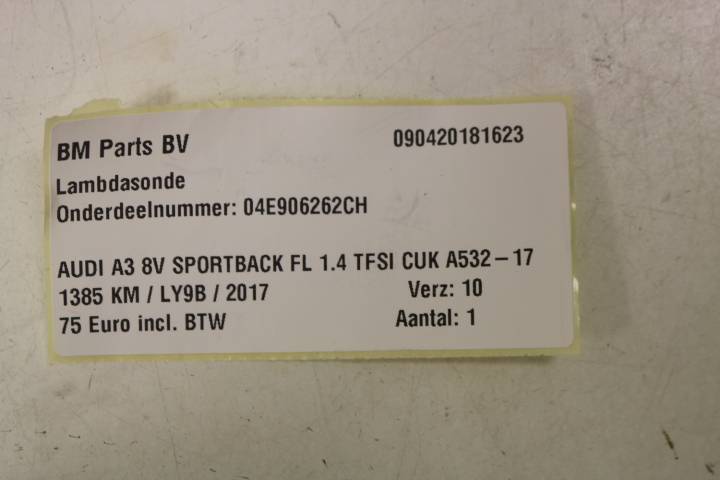 BM Parts BV 090420181623
Lambdasonde
Onderdeelnummer: 04E906262CH
AUDI A3 8V SPORTBACK FL 1.4 TFSI CUK A532-17
1385 KM / LY9B / 2017 Verz: 10
75 Euro incl. BTW Aantal: 1